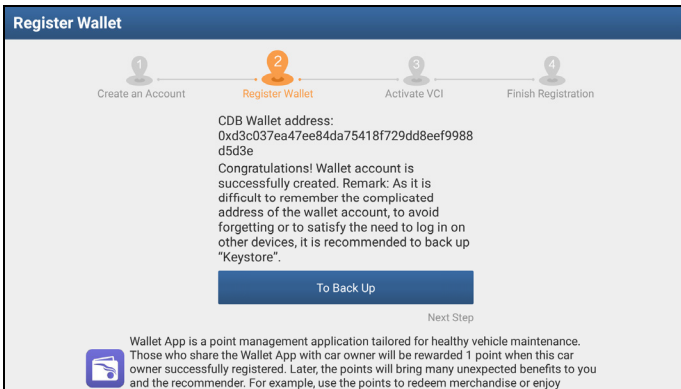 Register Wallet
1
2
3
4
Create an Account
Register Wallet
Activate VCI
Finish Registration
CDB Wallet address:
0xd3c037ea47ee84da75418f729dd8eef9988
d5d3e
Congratulations! Wallet account is
successfully created. Remark: As it is
difficult to remember the complicated
address of the wallet account, to avoid
forgetting or to satisfy the need to log in on
other devices, it is recommended to back up
“Keystore”.
To Back Up
Next Step
Wallet App is a point management application tailored for healthy vehicle maintenance.
Those who share the Wallet App with car owner will be rewarded 1 point when this car
owner successfully registered. Later, the points will bring many unexpected benefits to you
and the recommender. For example, use the points to redeem merchandise or enjoy